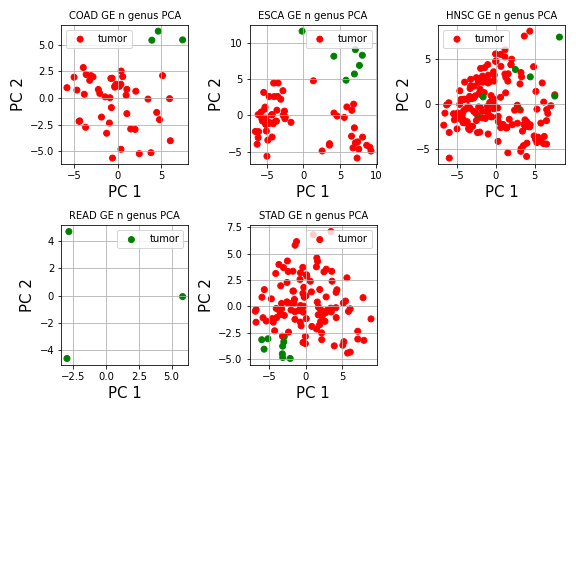 COAD GE n genus PCA
PC 2
5.0
2.5
0.0
−2.5
−5.0
tumor
−5
0
5
PC 1
ESCA GE n genus PCA
PC 2
10
5
0
−5
tumor
−5
0
5
10
PC 1
HNSC GE n genus PCA
PC 2
5
0
−5
tumor
−5
0
5
PC 1
READ GE n genus PCA
PC 2
4
2
0
−2
−4
tumor
−2.5
0.0
2.5
5.0
PC 1
STAD GE n genus PCA
PC 2
7.5
5.0
2.5
0.0
−2.5
−5.0
tumor
−5
0
5
PC 1